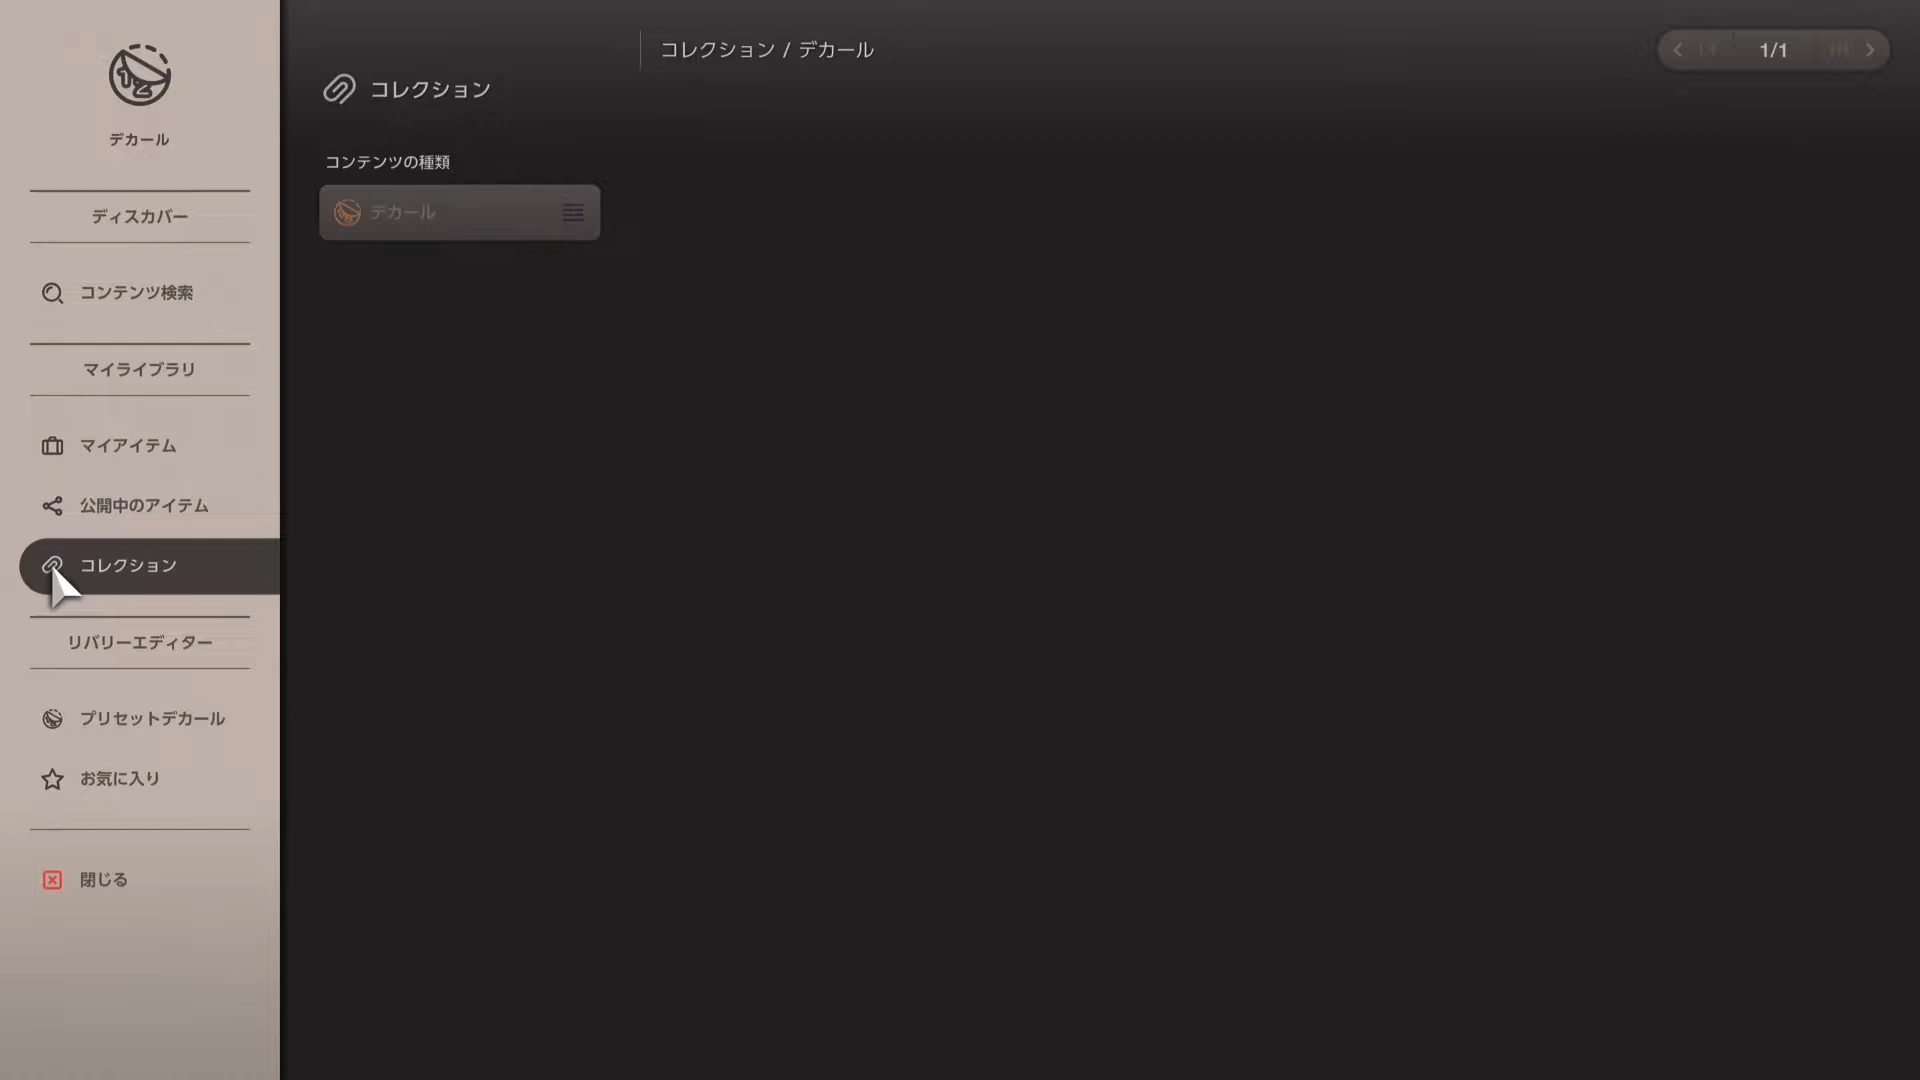 デカール
ディスカバー
コンテンツ検索
マイライブラリ
マイアイテム
公開中のアイテム
コレクション
リバリーエディター
プリセットデカール
お気に入り
閉じる
コレクション
コンテンツの種類
デカール
コレクション / デカール
1/1